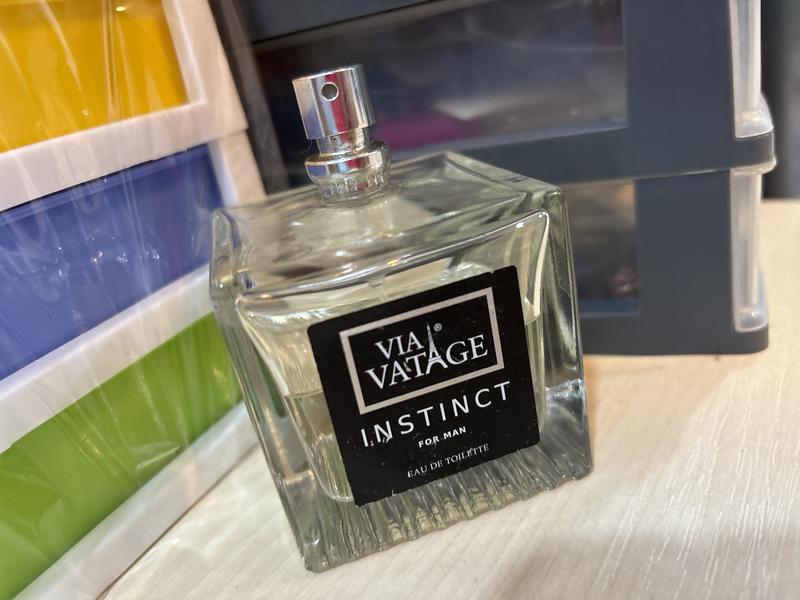 VIA ®
VATAGE
INSTINCT
FOR MAN
EAU DE TOILETTE